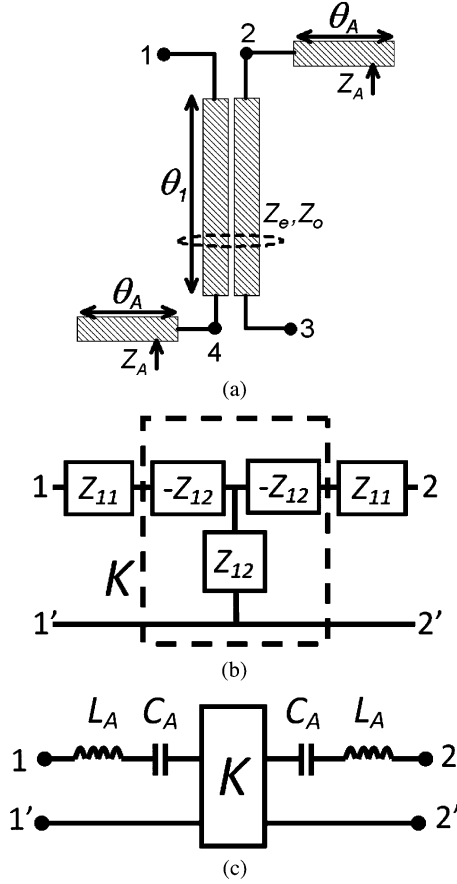 θA
1
2
ZA
θ1
Ze,Zo
θA
ZA
4
3
(a)
1
Z11
-Z12
-Z12
Z11
2
Z12
K
1’
2’
(b)
LA
CA
CA
LA
1
K
2
1’
2’
(c)